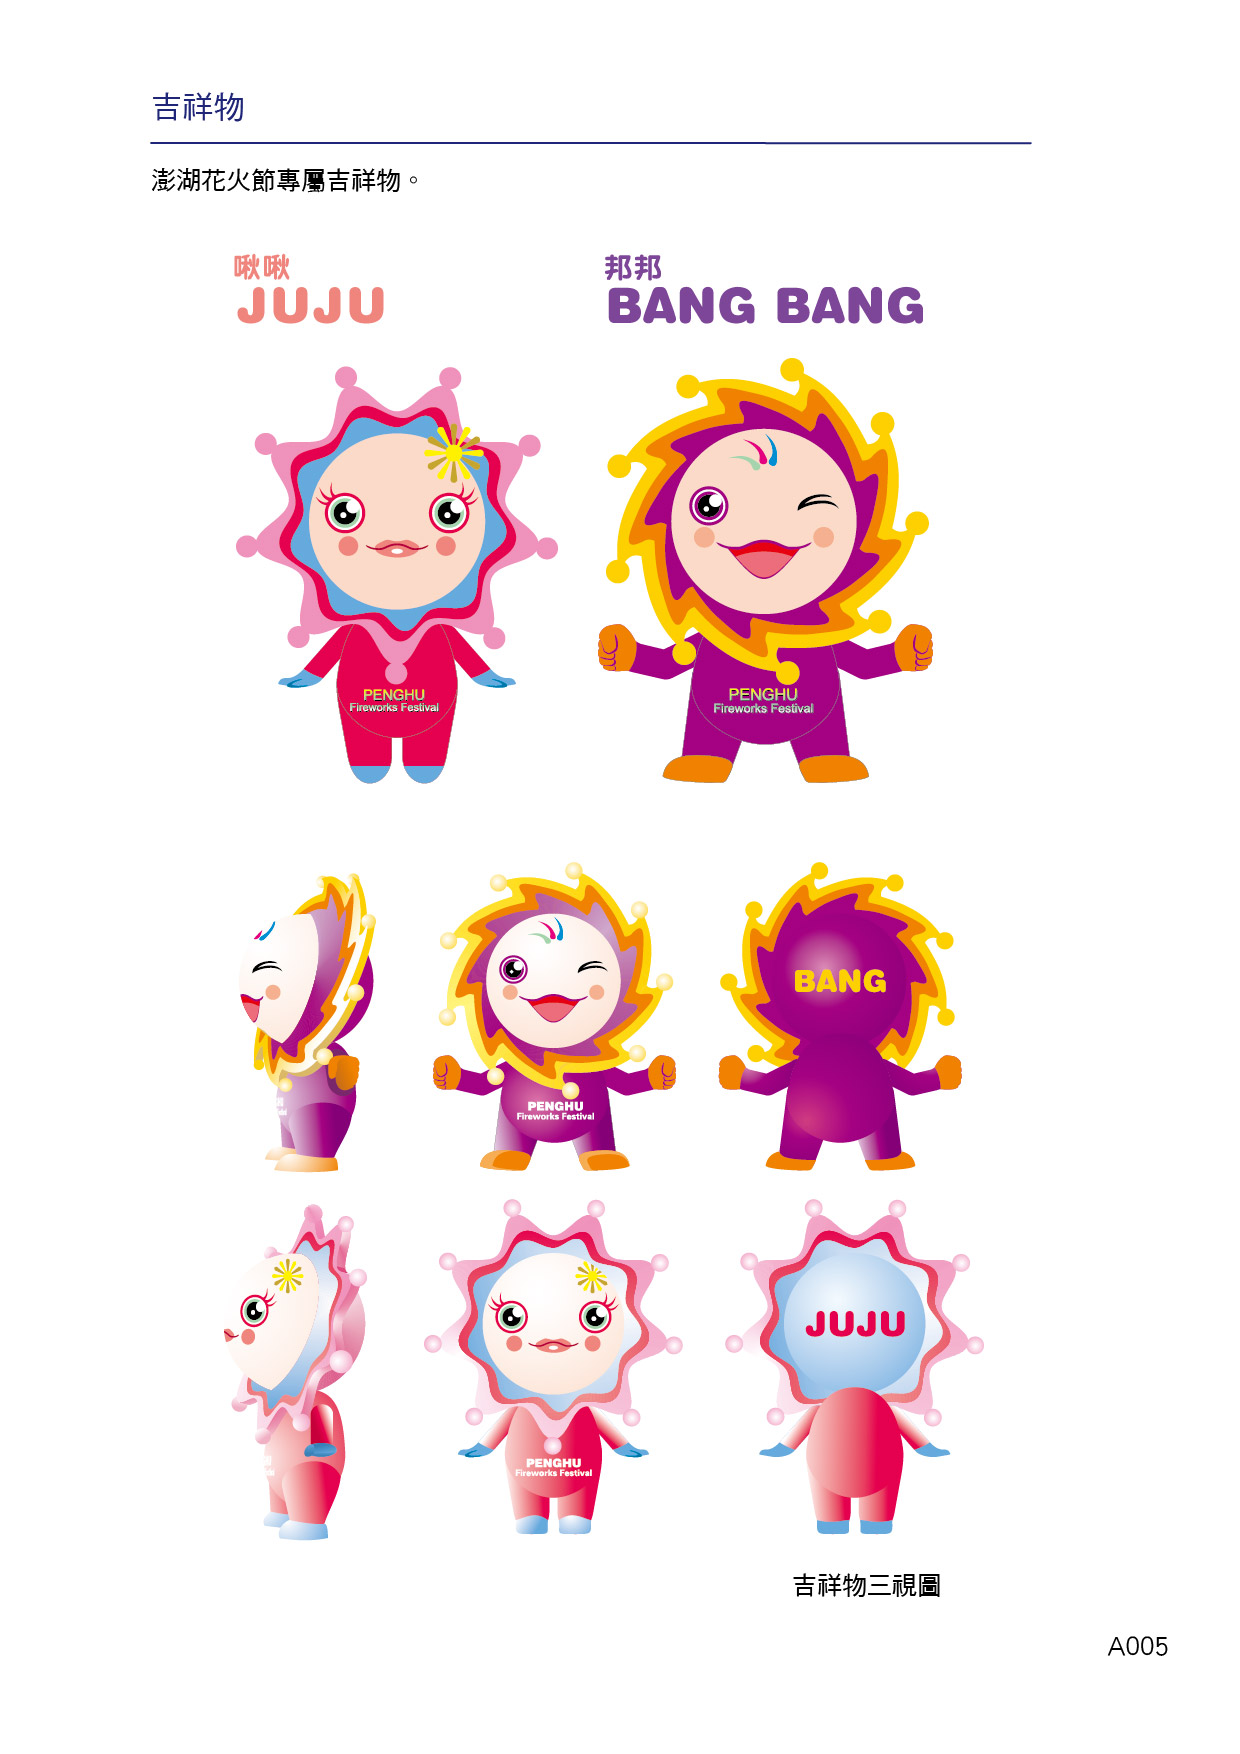 吉祥物
澎湖花火節專屬吉祥物。
啾啾
JUJU
邦邦
BANG BANG
PENGHU
Fireworks Festival
PENGHU
Fireworks Festival
PENGHU
Fireworks Festival
BANG
PENGHU
Fireworks Festival
JUJU
吉祥物三視圖
A005